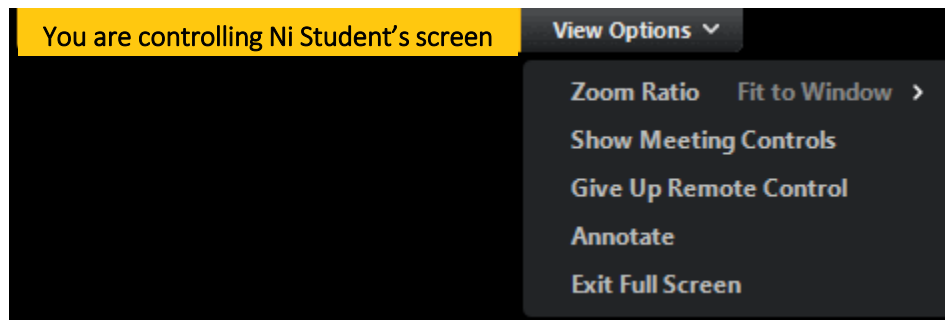 You are controlling Ni Student’s screen View Options
Zoom Ratio Fit to Window
Show Meeting Controls
Give Up Remote Control
Annotate
Exit Full Screen